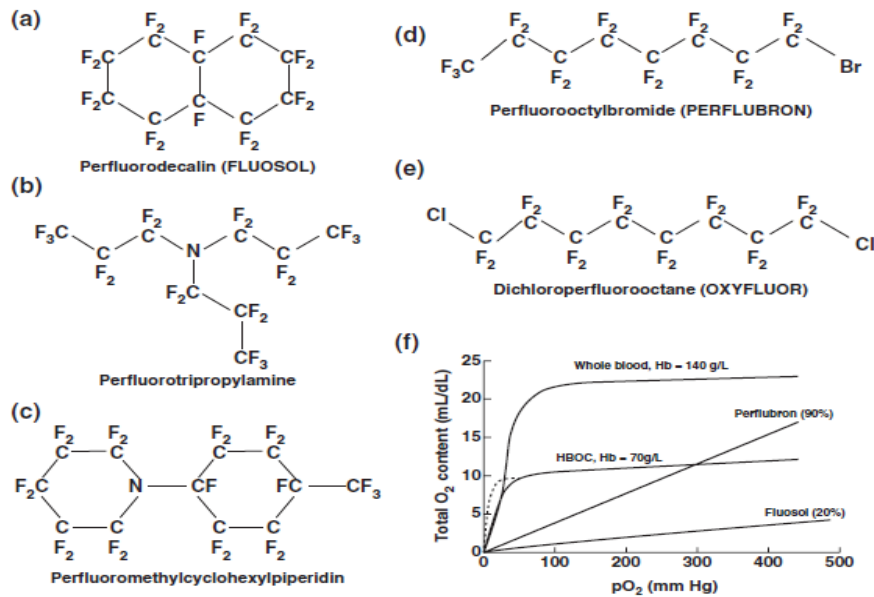 (a)
F₂ F₂
C F C
F₂C C CF₂
F₂C C CF₂
C F C
F₂ F₂
Perfluorodecalin (FLUOSOL)
(b)
F₂ F₂
F₃C C C CF₃
C N C
F₂ F₂
F₂C CF₂
CF₃
Perfluorotripropylamine
(c)
F₂ F₂ F₂ F₂
C C C C
F₂C N CF FC CF₃
C C C C
F₂ F₂ F₂ F₂
Perfluoromethylcyclohexylpiperidin
(d)
F₂ F₂ F₂ F₂
C C C C
F₃C C C C Br
F₂ F₂ F₂
Perfluorooctylbromide (PERFLUBRON)
(e)
Cl F₂ F₂ F₂ F₂
C C C C
C C C C Cl
F₂ F₂ F₂ F₂
Dichloroperfluorooctane (OXYFLUOR)
(f)
Total O₂ content (mL/dL)
25
20
15
10
5
0
Whole blood, Hb = 140 g/L
Perflubron (90%)
HBOC, Hb = 70g/L
Fluosol (20%)
0 100 200 300 400 500
pO₂ (mm Hg)